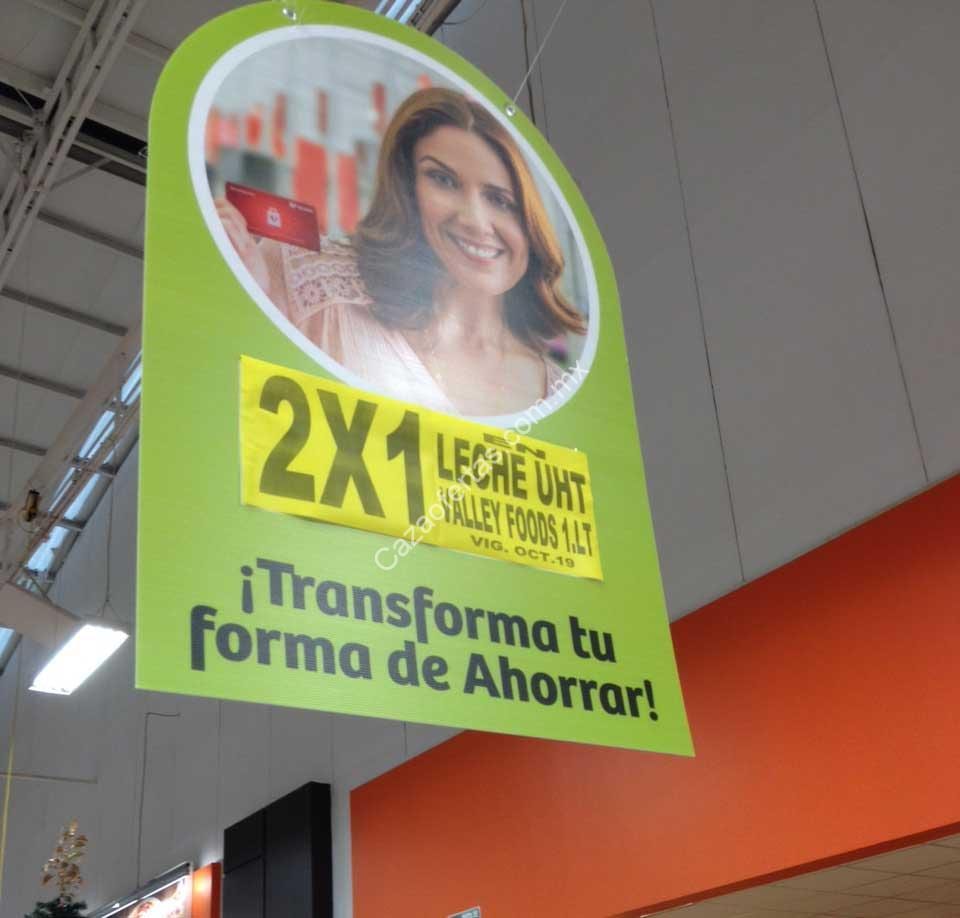 2X1
EN
LECHE UHT
VALLEY FOODS 1.LT
VIG. OCT.19
¡Transforma tu
forma de Ahorrar!
Cazaofertas.com.mx